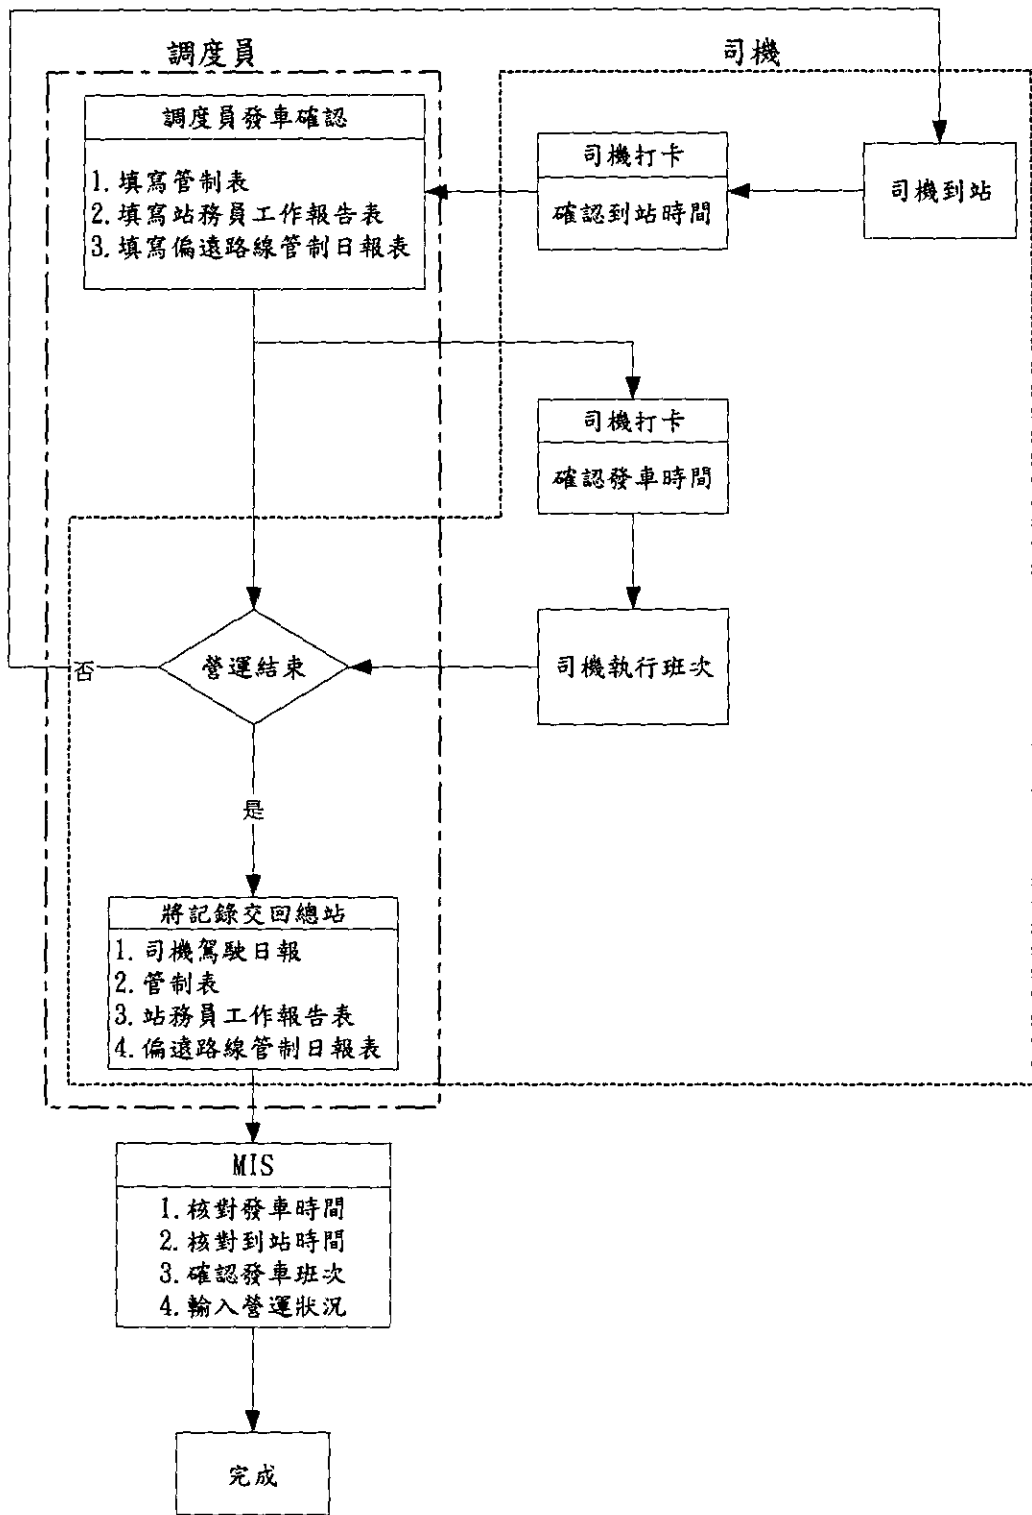 調度員
司機
調度員發車確認
1.填寫管制表
2.填寫站務員工作報告表
3.填寫偏遠路線管制日報表
司機打卡
確認到站時間
司機到站
司機打卡
確認發車時間
司機執行班次
營運結束
否
是
將記錄交回總站
1.司機駕駛日報
2.管制表
3.站務員工作報告表
4.偏遠路線管制日報表
MIS
1.核對發車時間
2.核對到站時間
3.確認發車班次
4.輸入營運狀況
完成